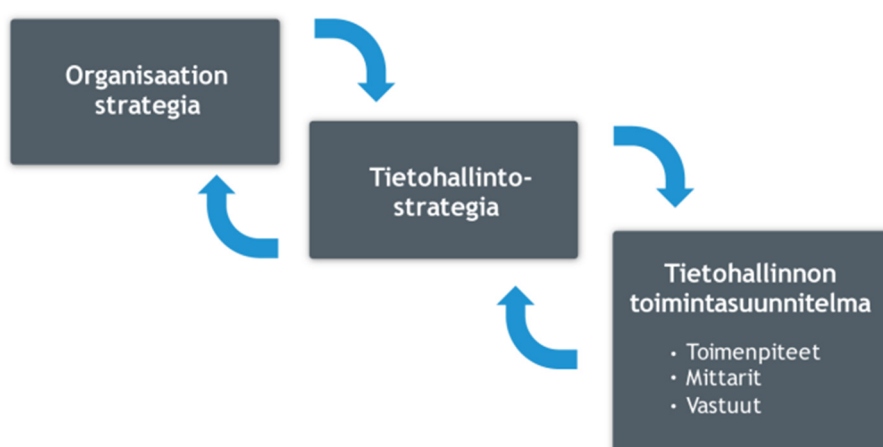 Organisaation
strategia
Tietohallinto-
strategia
Tietohallinnon
toimintasuunnitelma
• Toimenpiteet
• Mittarit
• Vastuut